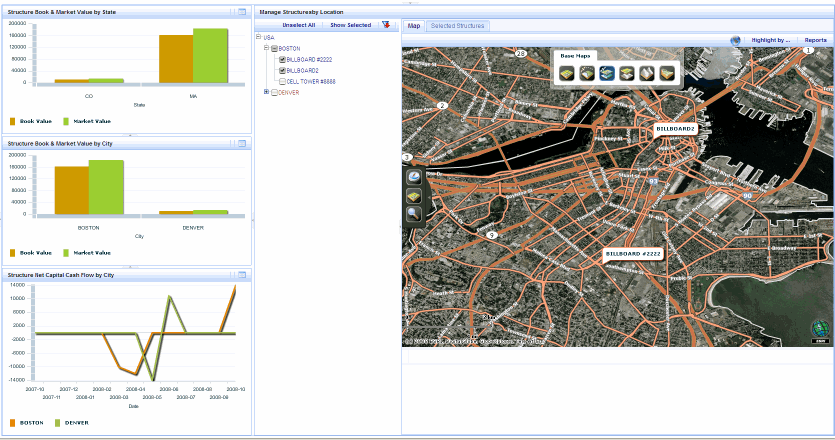 Structure Book & Market Value by State
200000
160000
120000
80000
40000
0
CO
MA
State
Book Value
Market Value
Structure Book & Market Value by City
200000
160000
120000
80000
40000
0
BOSTON
DENVER
City
Book Value
Market Value
Structure Net Capital Cash Flow by City
14000
10000
6000
2000
-2000
-6000
-10000
-14000
2007-10
2007-12
2008-02
2008-04
2008-06
2008-08
2008-10
2007-11
2008-01
2008-03
2008-05
2008-07
2008-09
Date
BOSTON
DENVER
Manage Structuresby Location
Unselect All
Show Selected
USA
BOSTON
BILLBOARD #2222
BILLBOARD2
CELL TOWER #8888
DENVER
Map
Selected Structures
Highlight by ...
Reports
Base Maps
28
1
2
3
BILLBOARD2
93
90
9
BILLBOARD #2222
Broadway